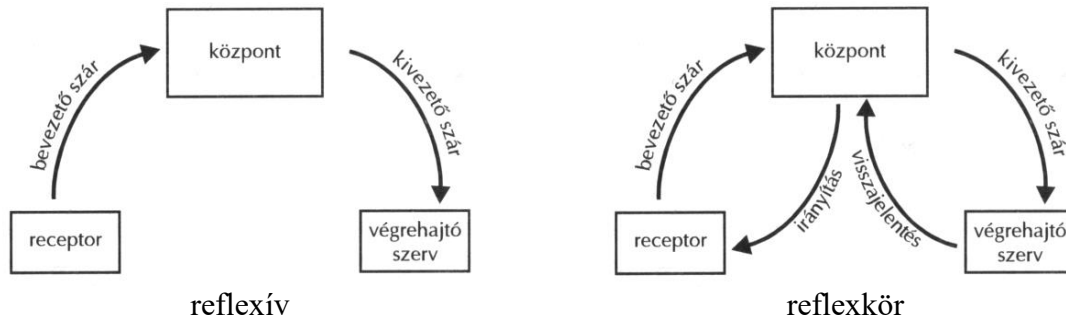 központ
bevezető szár
kivezető szár
receptor
végrehajtó
szerv
reflexív
központ
bevezető szár
kivezető szár
irányítás
visszajelentés
receptor
végrehajtó
szerv
reflexkör